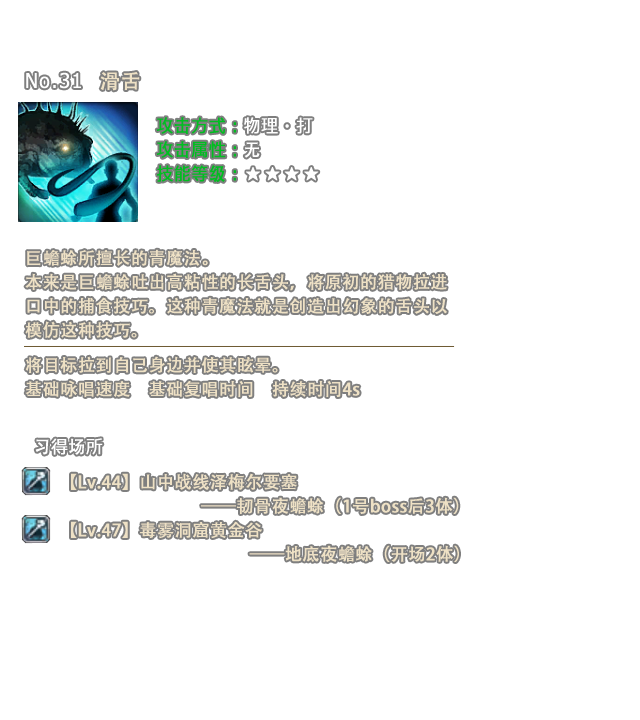 No.31 滑舌
攻击方式：物理·打
攻击属性：无
技能等级：☆☆☆☆
巨蟾蜍所擅长的青魔法。
本来是巨蟾蜍吐出高粘性的长舌头，将原初的猎物拉进
口中的捕食技巧。这种青魔法就是创造出幻象的舌头以
模仿这种技巧。
将目标拉到自己身边并使其眩晕。
基础咏唱速度 基础复唱时间 持续时间4s
习得场所
【Lv.44】山中战线泽梅尔要塞
——韧骨夜蟾蜍（1号boss后3体）
【Lv.47】毒雾洞窟黄金谷
——地底夜蟾蜍（开场2体）